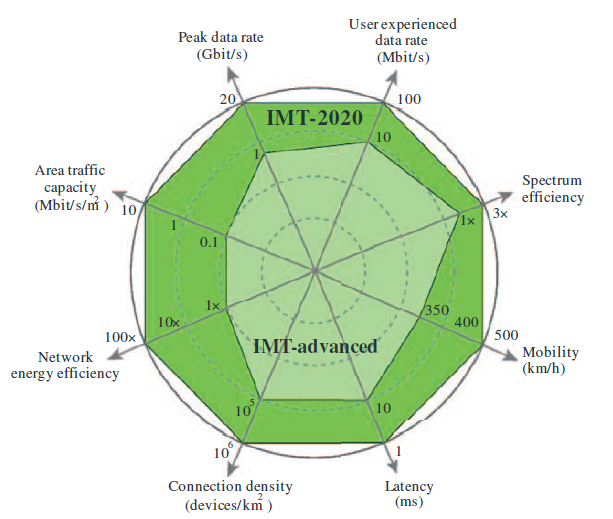 User experienced
data rate
(Mbit/s)
Peak data rate
(Gbit/s)
20
100
IMT-2020
10
1
Area traffic
capacity
(Mbit/s/m²)
10
1
0.1
Spectrum
efficiency
1×
3×
1×
10×
100×
Network
energy efficiency
350
400
500
Mobility
(km/h)
IMT-advanced
10⁵
10
10⁶
1
Connection density
(devices/km²)
Latency
(ms)